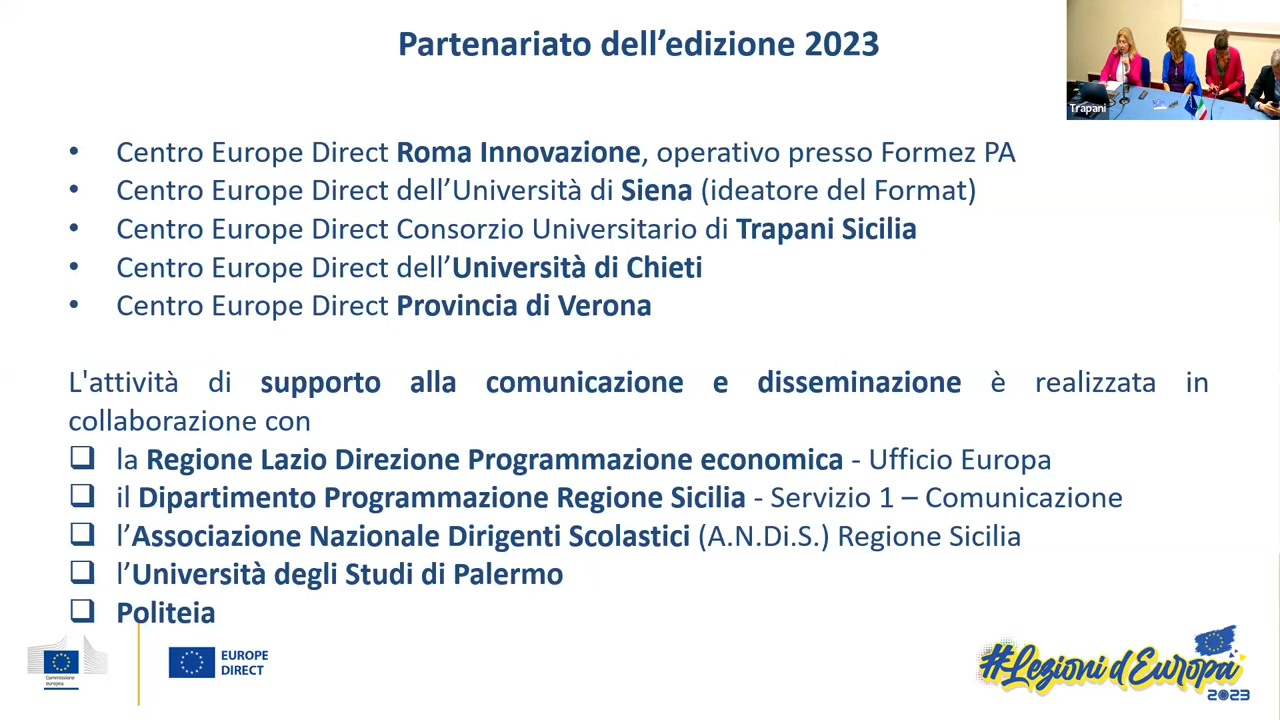 Partenariato dell’edizione 2023
Trapani
• Centro Europe Direct Roma Innovazione, operativo presso Formez PA
• Centro Europe Direct dell’Università di Siena (ideatore del Format)
• Centro Europe Direct Consorzio Universitario di Trapani Sicilia
• Centro Europe Direct dell’Università di Chieti
• Centro Europe Direct Provincia di Verona
L'attività di supporto alla comunicazione e disseminazione è realizzata in
collaborazione con
❑ la Regione Lazio Direzione Programmazione economica - Ufficio Europa
❑ il Dipartimento Programmazione Regione Sicilia - Servizio 1 – Comunicazione
❑ l’Associazione Nazionale Dirigenti Scolastici (A.N.Di.S.) Regione Sicilia
❑ l’Università degli Studi di Palermo
❑ Politeia
Commissione
europea
EUROPE
DIRECT
#Lezioni d'Europa
2023